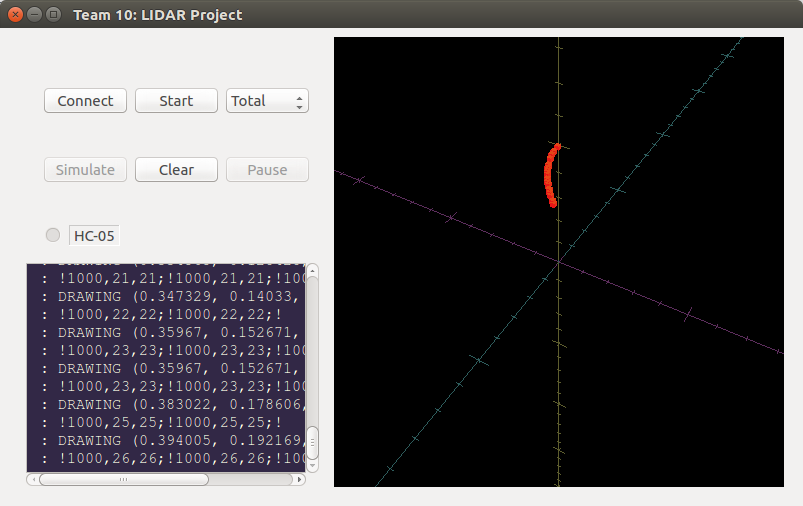 Team 10: LIDAR Project
Connect Start Total
Simulate Clear Pause
HC-05
: !1000,21,21;!1000,21,21;!100
: DRAWING (0.347329, 0.14033,
: !1000,22,22;!1000,22,22;!
: DRAWING (0.35967, 0.152671,
: !1000,23,23;!1000,23,23;!100
: DRAWING (0.35967, 0.152671,
: !1000,23,23;!1000,23,23;!100
: DRAWING (0.383022, 0.178606,
: !1000,25,25;!1000,25,25;!
: DRAWING (0.394005, 0.192169,
: !1000,26,26;!1000,26,26;!100